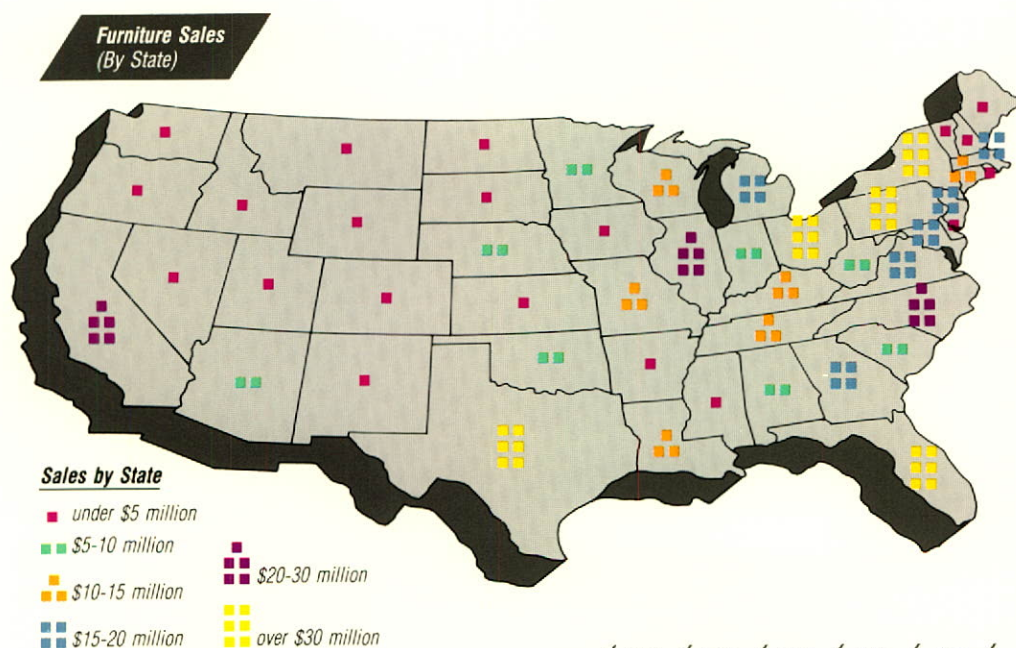 Furniture Sales
(By State)
Sales by State
under $5 million
$5-10 million
$10-15 million
$15-20 million
$20-30 million
over $30 million